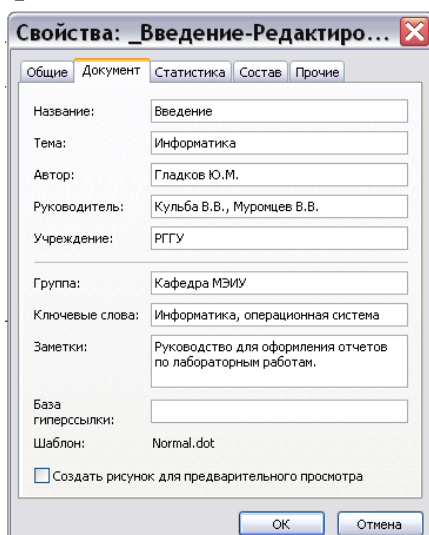 Свойства: _Введение-Редактиро...
Общие Документ Статистика Состав Прочие
Название: Введение
Тема: Информатика
Автор: Гладков Ю.М.
Руководитель: Кульба В.В., Муромцев В.В.
Учреждение: РГГУ
Группа: Кафедра МЭИУ
Ключевые слова: Информатика, операционная система
Заметки: Руководство для оформления отчетов
по лабораторным работам.
База
гиперссылки:
Шаблон: Normal.dot
Создать рисунок для предварительного просмотра
ОК Отмена